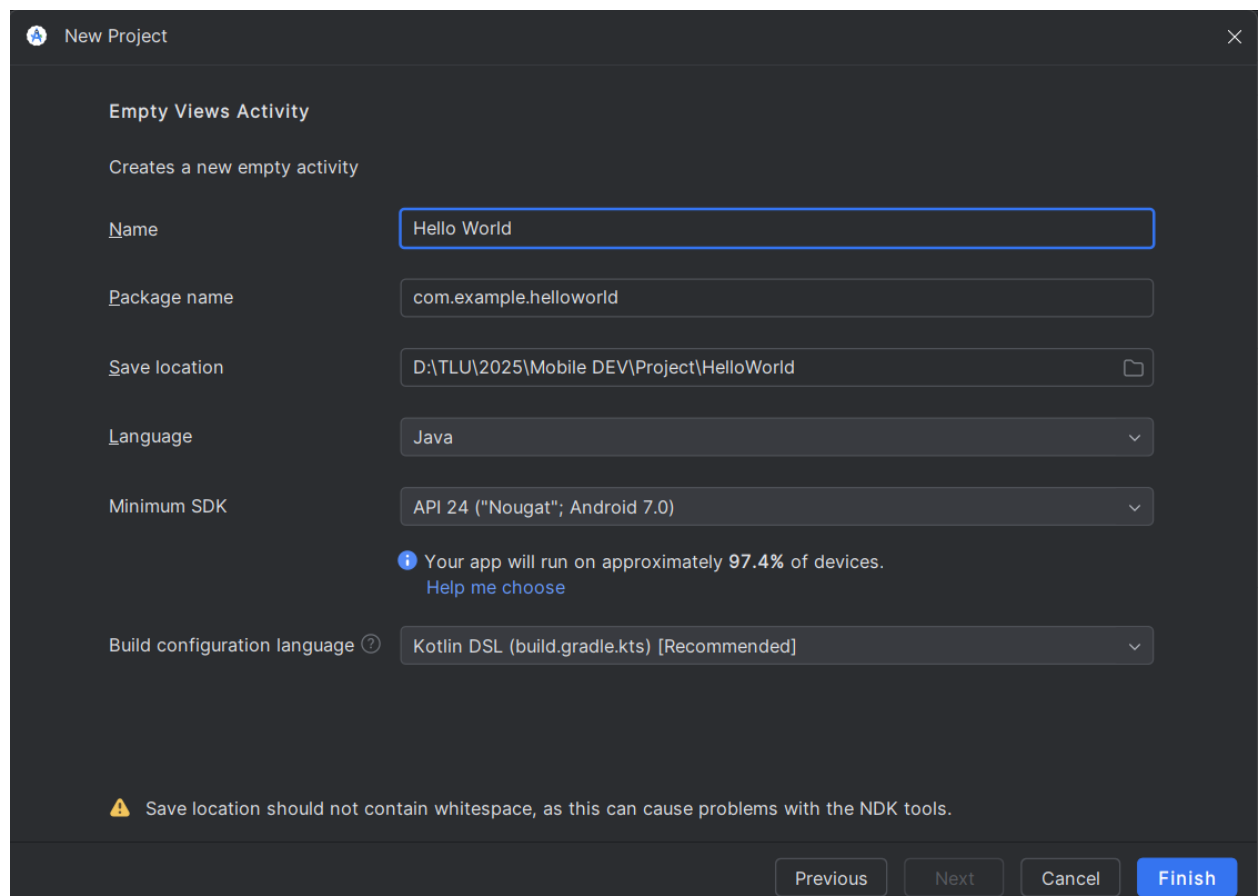 New Project
Empty Views Activity
Creates a new empty activity
Name Hello World
Package name com.example.helloworld
Save location D:\TLU\2025\Mobile DEV\Project\HelloWorld
Language Java
Minimum SDK API 24 ("Nougat"; Android 7.0)
Your app will run on approximately 97.4% of devices.
Help me choose
Build configuration language Kotlin DSL (build.gradle.kts) [Recommended]
Save location should not contain whitespace, as this can cause problems with the NDK tools.
Previous Next Cancel Finish